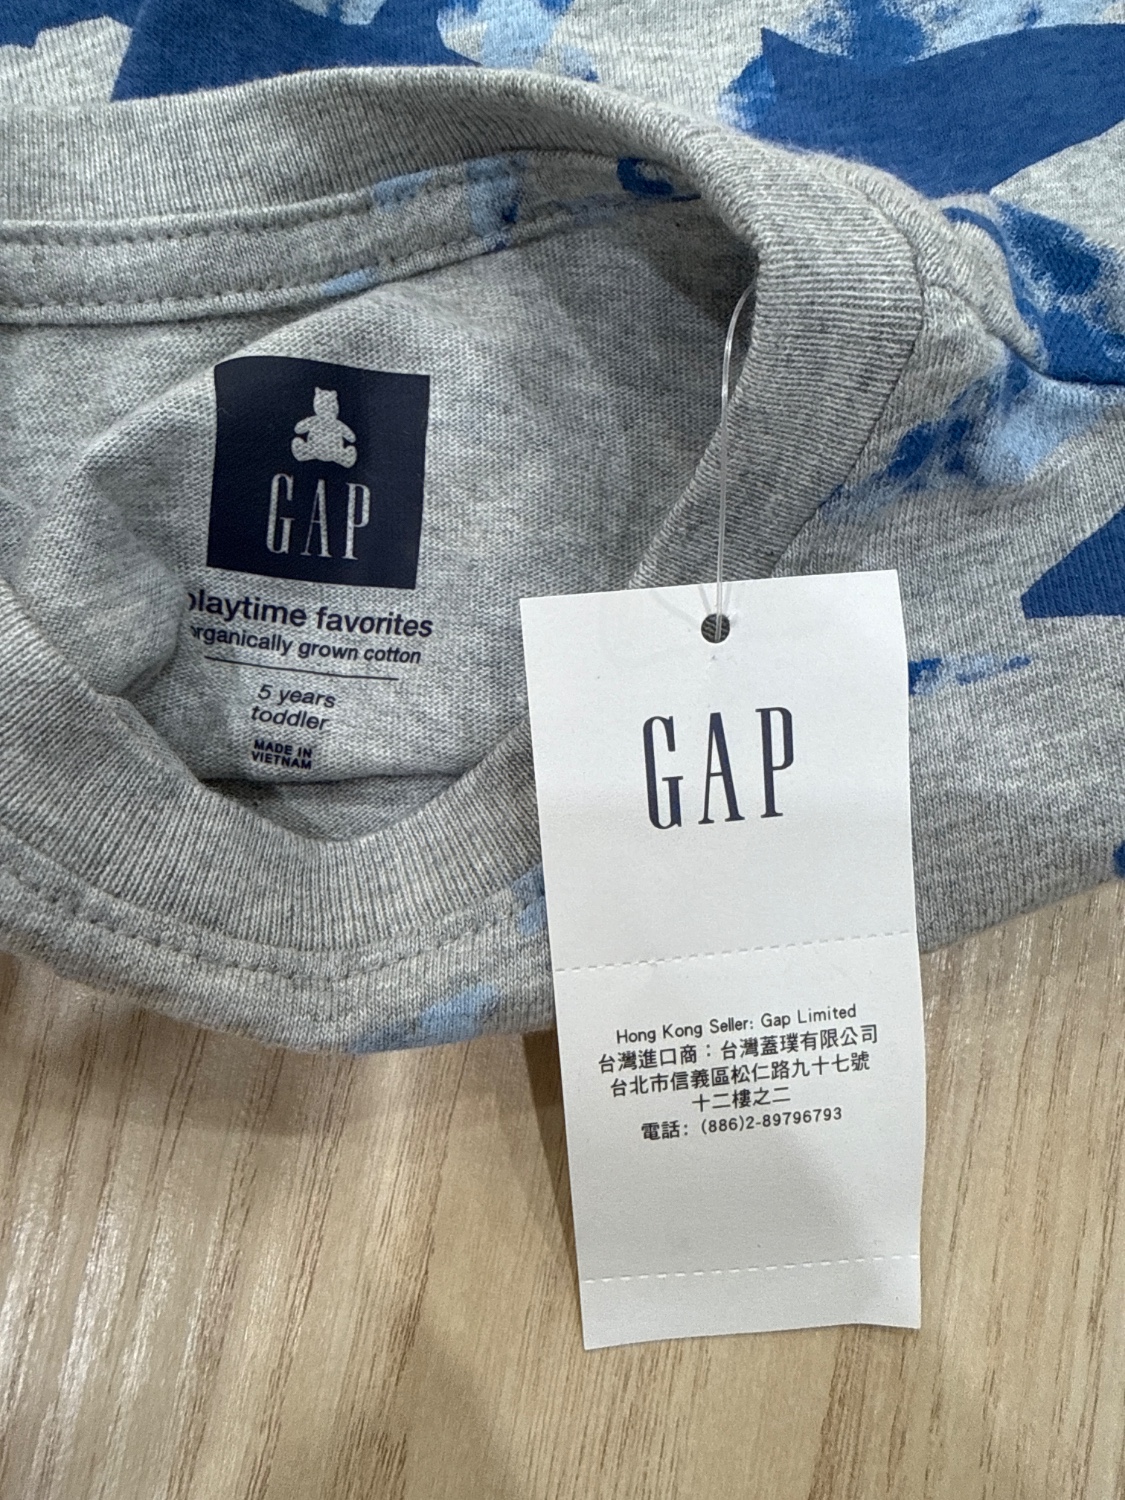 GAP
playtime favorites
organically grown cotton
5 years
toddler
MADE IN
VIETNAM
GAP
Hong Kong Seller: Gap Limited
台灣進口商：台灣蓋璞有限公司
台北市信義區松仁路九十七號
十二樓之二
電話：(886)2-89796793